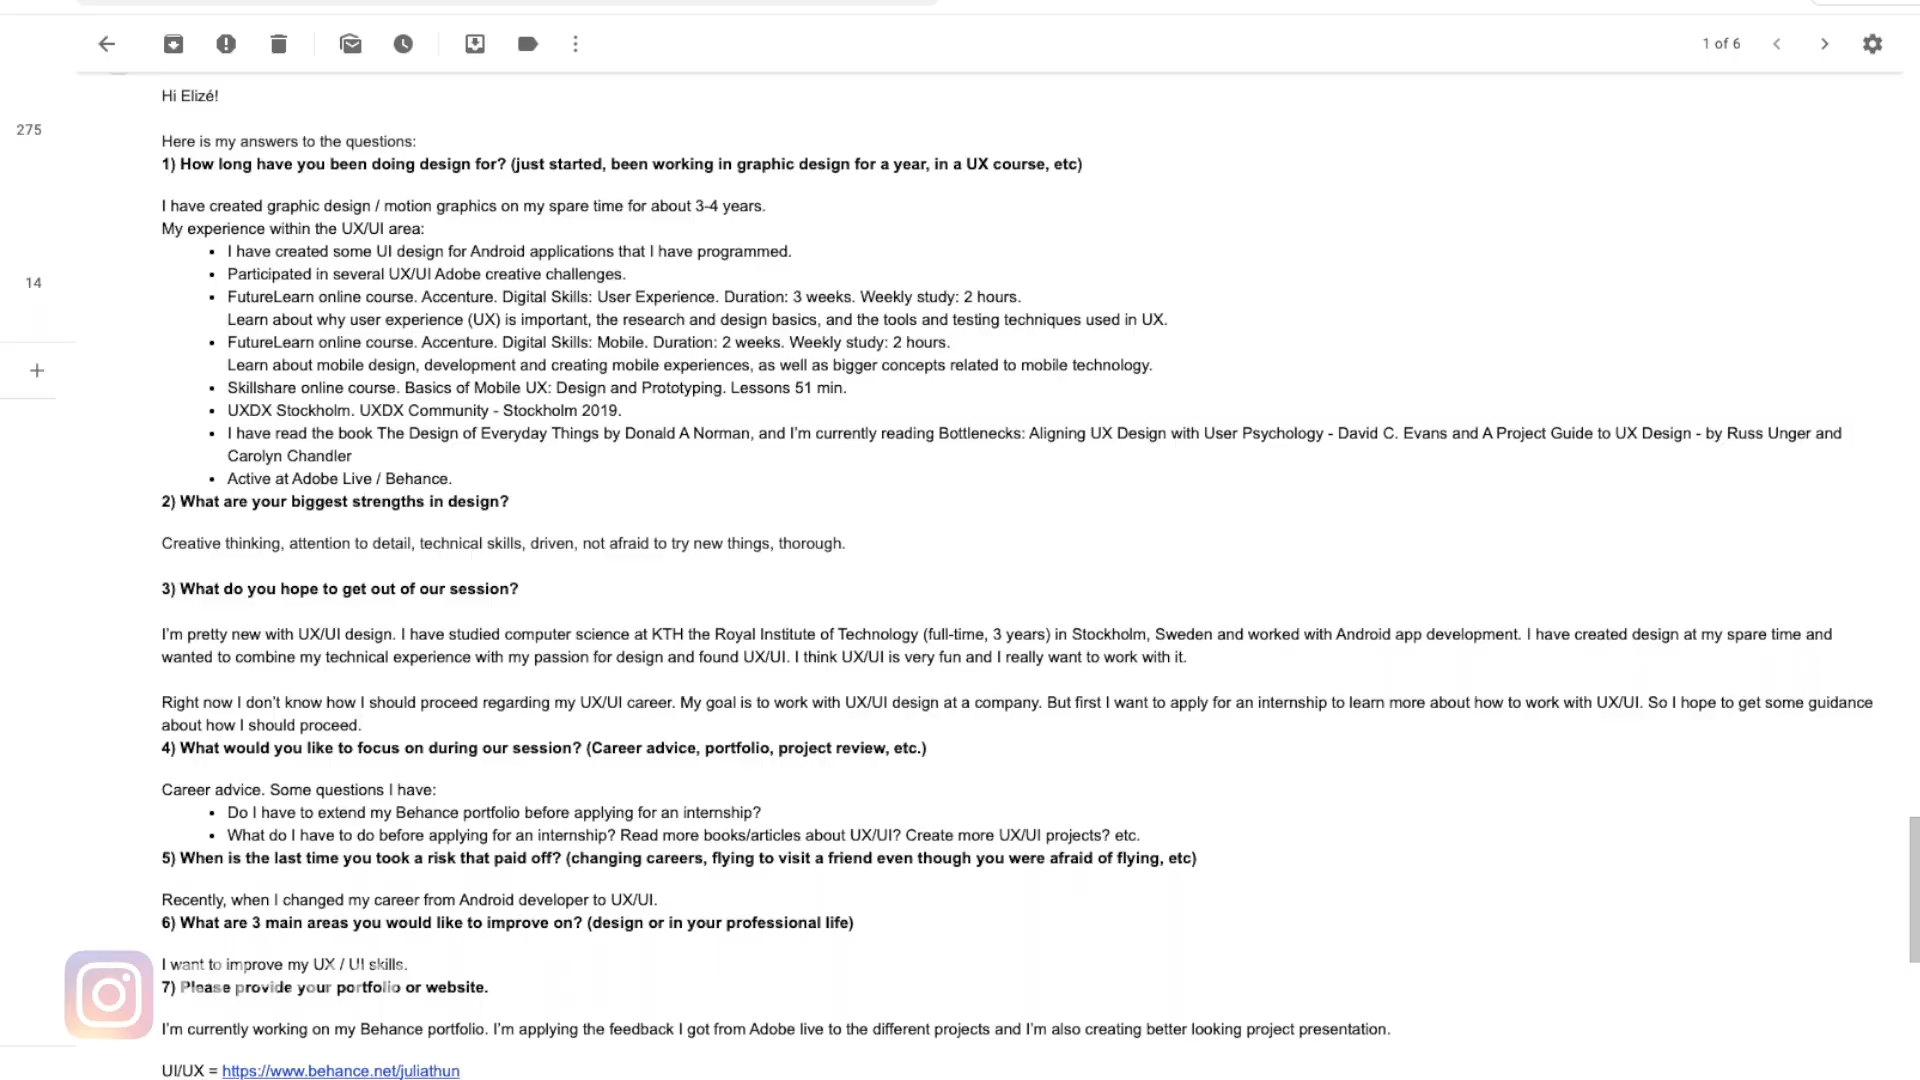 1 of 6
Hi Elizé!
275
Here is my answers to the questions:
1) How long have you been doing design for? (just started, been working in graphic design for a year, in a UX course, etc)
I have created graphic design / motion graphics on my spare time for about 3-4 years.
My experience within the UX/UI area:
• I have created some UI design for Android applications that I have programmed.
• Participated in several UX/UI Adobe creative challenges.
14
• FutureLearn online course. Accenture. Digital Skills: User Experience. Duration: 3 weeks. Weekly study: 2 hours.
Learn about why user experience (UX) is important, the research and design basics, and the tools and testing techniques used in UX.
• FutureLearn online course. Accenture. Digital Skills: Mobile. Duration: 2 weeks. Weekly study: 2 hours.
Learn about mobile design, development and creating mobile experiences, as well as bigger concepts related to mobile technology.
• Skillshare online course. Basics of Mobile UX: Design and Prototyping. Lessons 51 min.
• UXDX Stockholm. UXDX Community - Stockholm 2019.
• I have read the book The Design of Everyday Things by Donald A Norman, and I'm currently reading Bottlenecks: Aligning UX Design with User Psychology - David C. Evans and A Project Guide to UX Design - by Russ Unger and
Carolyn Chandler
• Active at Adobe Live / Behance.
2) What are your biggest strengths in design?
Creative thinking, attention to detail, technical skills, driven, not afraid to try new things, thorough.
3) What do you hope to get out of our session?
I'm pretty new with UX/UI design. I have studied computer science at KTH the Royal Institute of Technology (full-time, 3 years) in Stockholm, Sweden and worked with Android app development. I have created design at my spare time and
wanted to combine my technical experience with my passion for design and found UX/UI. I think UX/UI is very fun and I really want to work with it.
Right now I don't know how I should proceed regarding my UX/UI career. My goal is to work with UX/UI design at a company. But first I want to apply for an internship to learn more about how to work with UX/UI. So I hope to get some guidance
about how I should proceed.
4) What would you like to focus on during our session? (Career advice, portfolio, project review, etc.)
Career advice. Some questions I have:
• Do I have to extend my Behance portfolio before applying for an internship?
• What do I have to do before applying for an internship? Read more books/articles about UX/UI? Create more UX/UI projects? etc.
5) When is the last time you took a risk that paid off? (changing careers, flying to visit a friend even though you were afraid of flying, etc)
Recently, when I changed my career from Android developer to UX/UI.
6) What are 3 main areas you would like to improve on? (design or in your professional life)
I want to improve my UX / UI skills.
7) Please provide your portfolio or website.
I'm currently working on my Behance portfolio. I'm applying the feedback I got from Adobe live to the different projects and I'm also creating better looking project presentation.
UI/UX = https://www.behance.net/juliathun